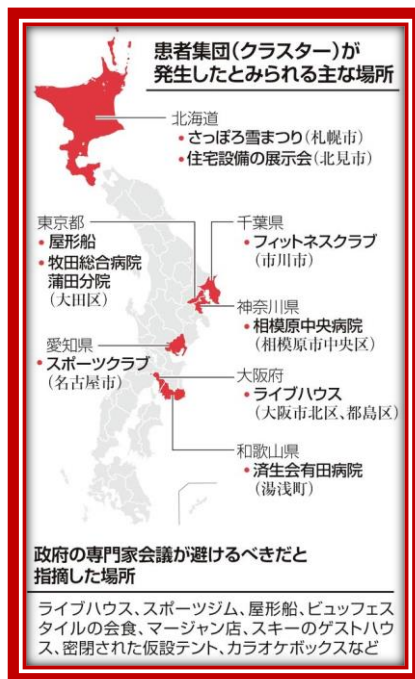 患者集団(クラスター)が
発生したとみられる主な場所
北海道
• さっぽろ雪まつり(札幌市)
• 住宅設備の展示会(北見市)
東京都
• 屋形船
• 牧田総合病院
蒲田分院
(大田区)
千葉県
• フィットネスクラブ
(市川市)
神奈川県
• 相模原中央病院
(相模原市中央区)
愛知県
• スポーツクラブ
(名古屋市)
大阪府
• ライブハウス
(大阪市北区、都島区)
和歌山県
• 済生会有田病院
(湯浅町)
政府の専門家会議が避けるべきだと
指摘した場所
ライブハウス、スポーツジム、屋形船、ビュッフェス
タイルの会食、マージャン店、スキーのゲストハウ
ス、密閉された仮設テント、カラオケボックスなど